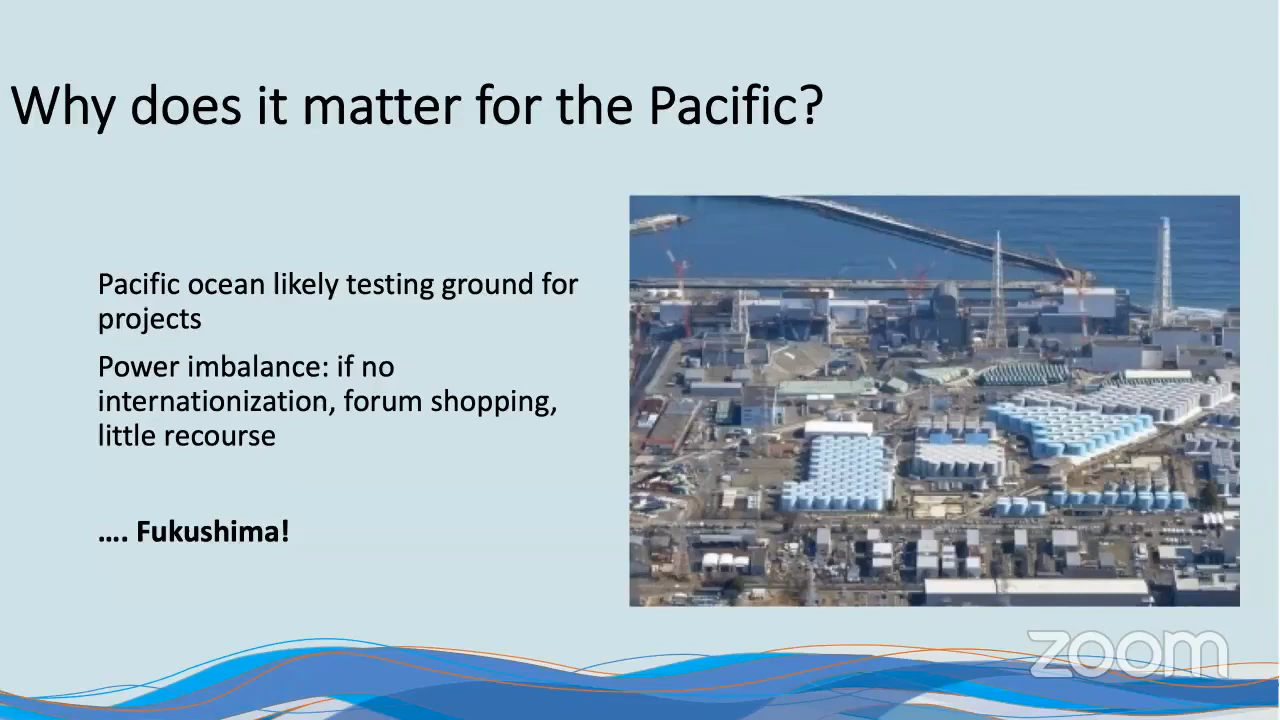 Why does it matter for the Pacific?
Pacific ocean likely testing ground for
projects
Power imbalance: if no
internationization, forum shopping,
little recourse
.... Fukushima!
zoom